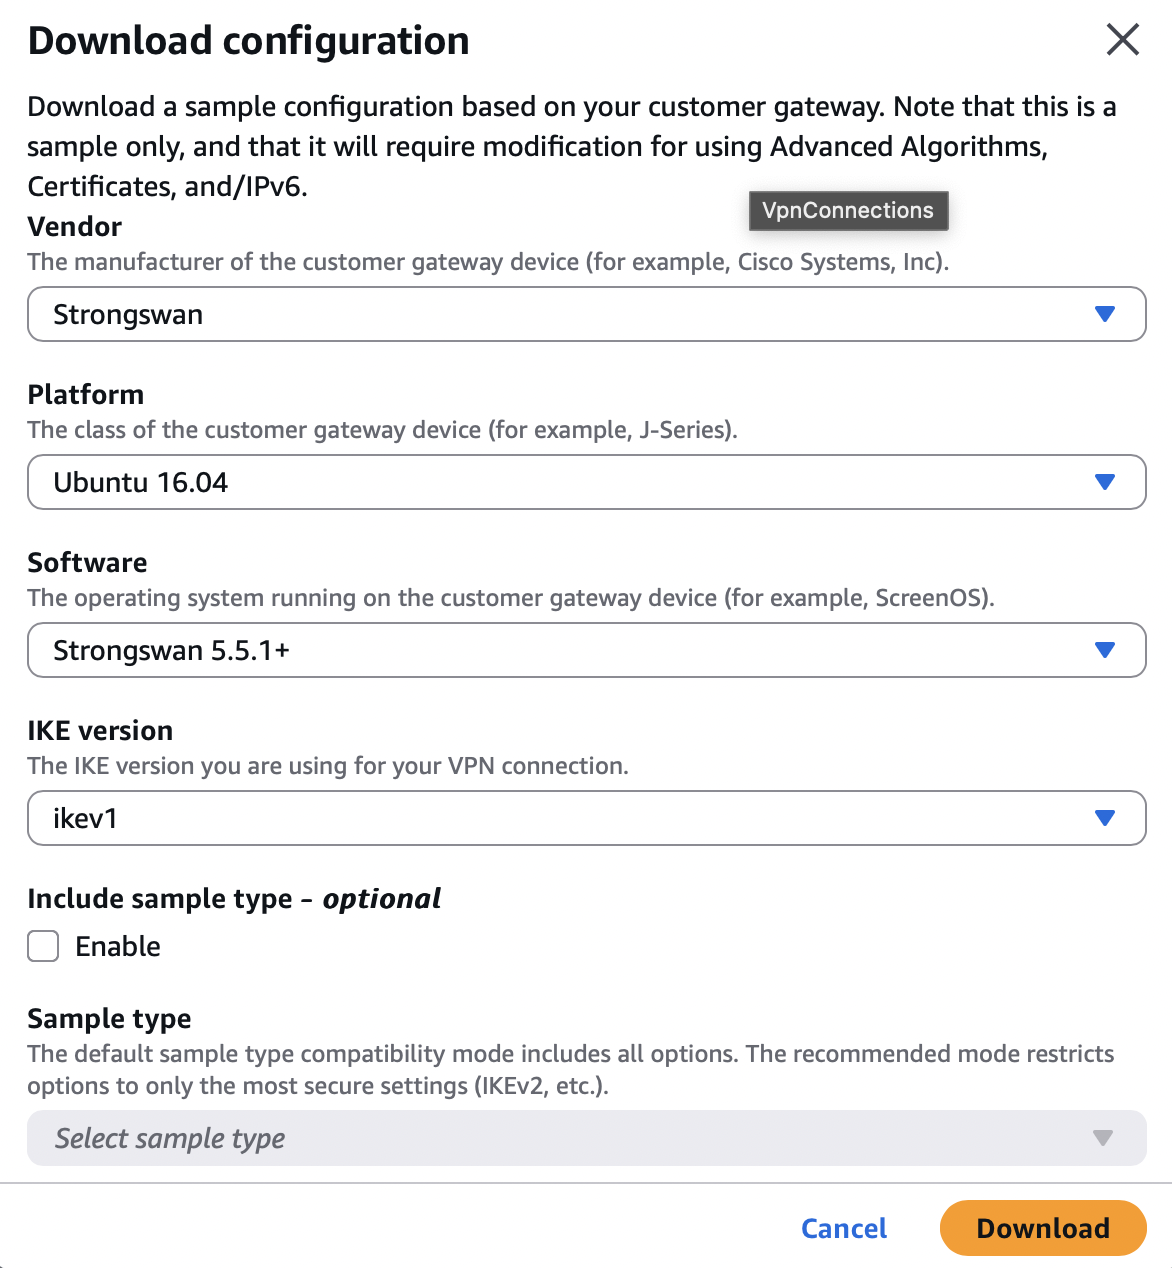 Download configuration
Download a sample configuration based on your customer gateway. Note that this is a
sample only, and that it will require modification for using Advanced Algorithms,
Certificates, and/IPv6.
VpnConnections
Vendor
The manufacturer of the customer gateway device (for example, Cisco Systems, Inc).
Strongswan
Platform
The class of the customer gateway device (for example, J-Series).
Ubuntu 16.04
Software
The operating system running on the customer gateway device (for example, ScreenOS).
Strongswan 5.5.1+
IKE version
The IKE version you are using for your VPN connection.
ikev1
Include sample type – optional
Enable
Sample type
The default sample type compatibility mode includes all options. The recommended mode restricts
options to only the most secure settings (IKEv2, etc.).
Select sample type
Cancel
Download